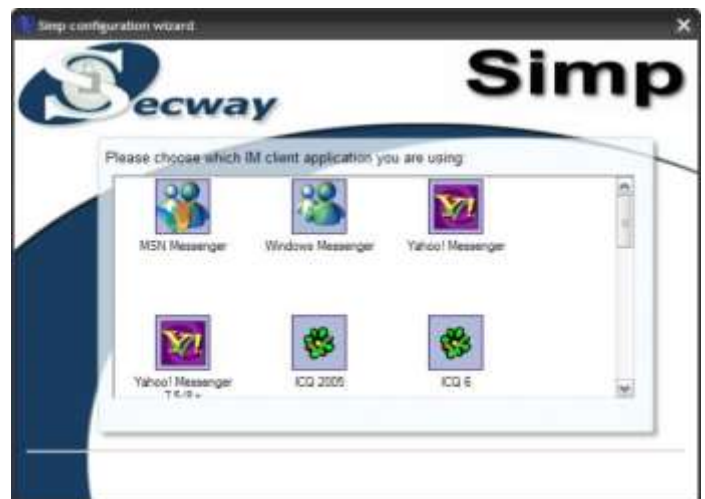 Simp configuration wizard
Secway
Simp
Please choose which IM client application you are using:
MSN Messenger
Windows Messenger
Yahoo! Messenger
Yahoo! Messenger
ICQ 2005
ICQ 6